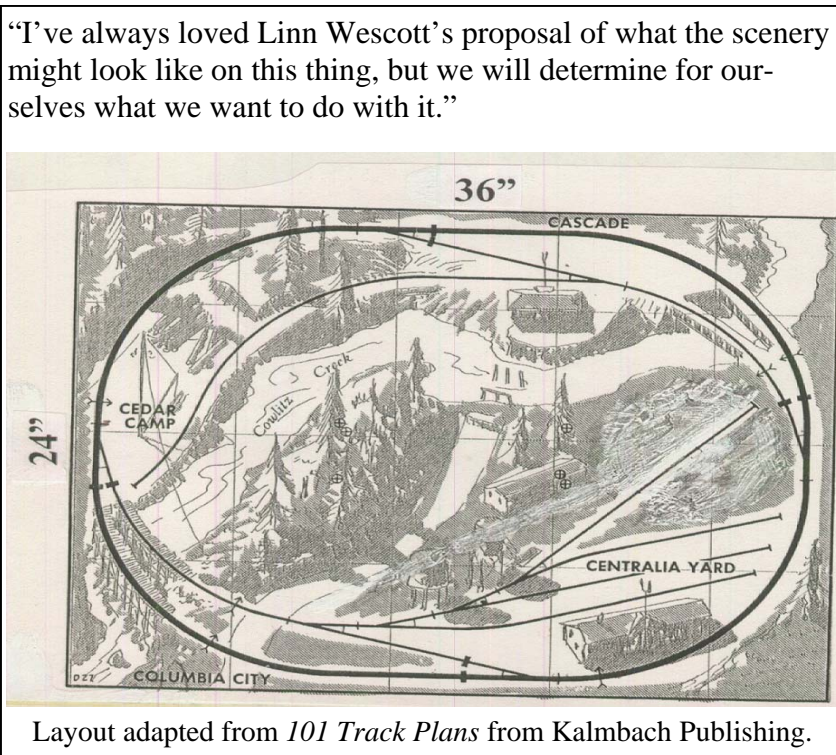 “I’ve always loved Linn Wescott’s proposal of what the scenery
might look like on this thing, but we will determine for our-
selves what we want to do with it.”
36”
CASCADE
Cowlitz Creek
CEDAR
CAMP
24”
CENTRALIA YARD
COLUMBIA CITY
Layout adapted from 101 Track Plans from Kalmbach Publishing.